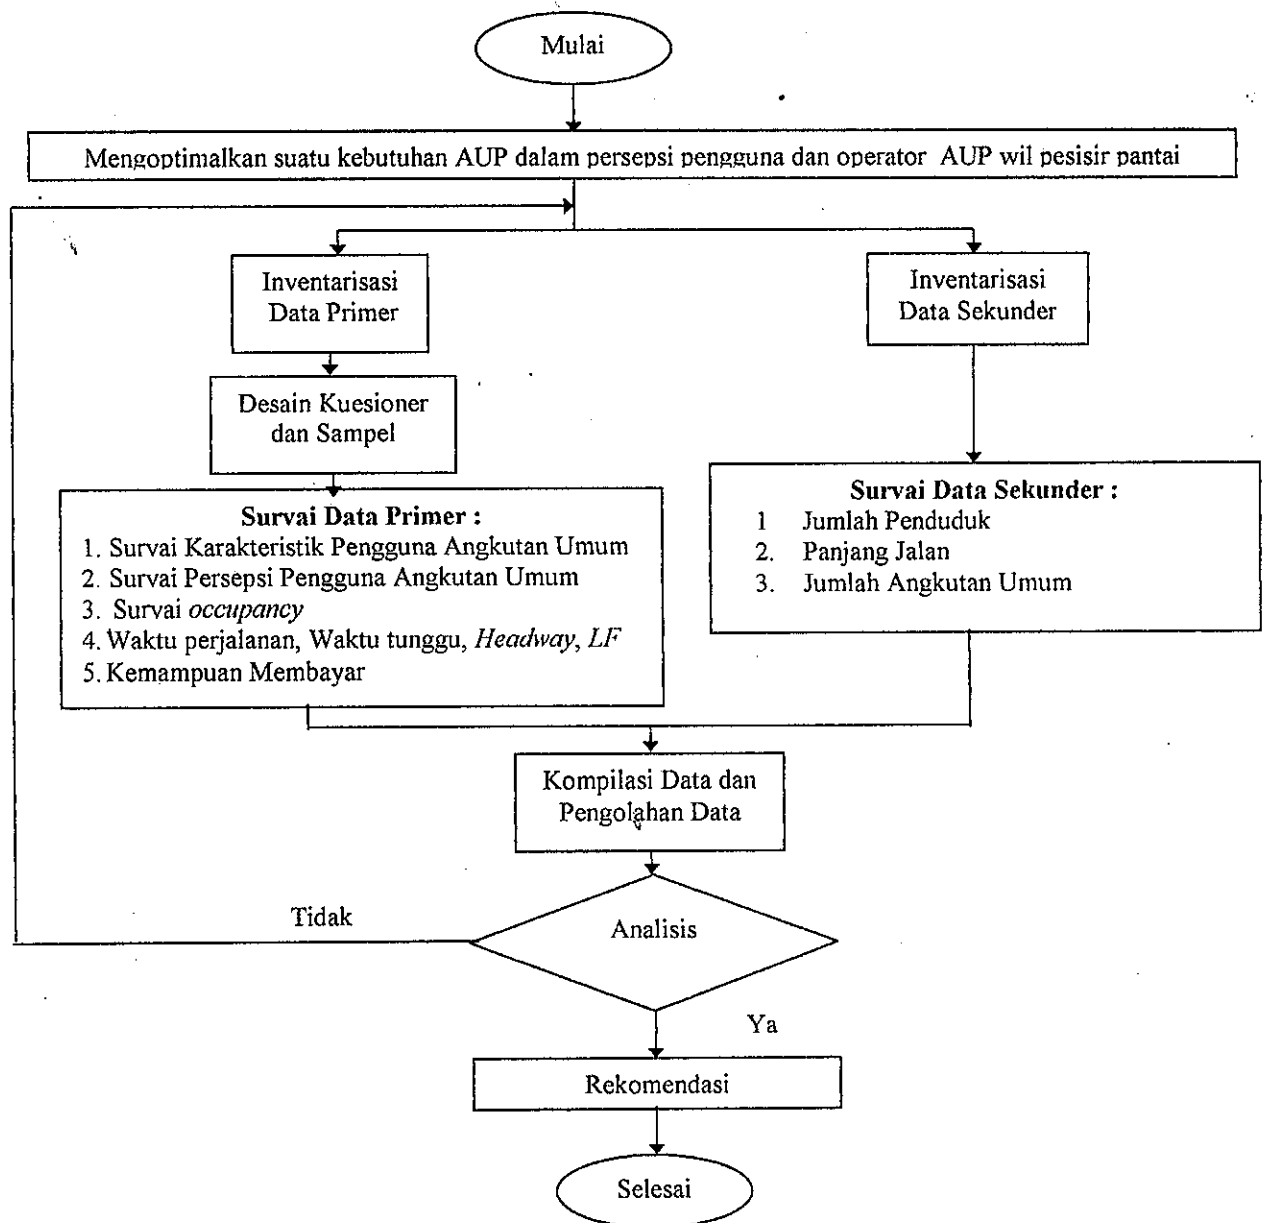 Mulai
Mengoptimalkan suatu kebutuhan AUP dalam persepsi pengguna dan operator AUP wil pesisir pantai
Inventarisasi
Data Primer
Inventarisasi
Data Sekunder
Desain Kuesioner
dan Sampel
Survai Data Primer :
1. Survai Karakteristik Pengguna Angkutan Umum
2. Survai Persepsi Pengguna Angkutan Umum
3. Survai occupancy
4. Waktu perjalanan, Waktu tunggu, Headway, LF
5. Kemampuan Membayar
Survai Data Sekunder :
1 Jumlah Penduduk
2. Panjang Jalan
3. Jumlah Angkutan Umum
Kompilasi Data dan
Pengolahan Data
Tidak
Analisis
Ya
Rekomendasi
Selesai